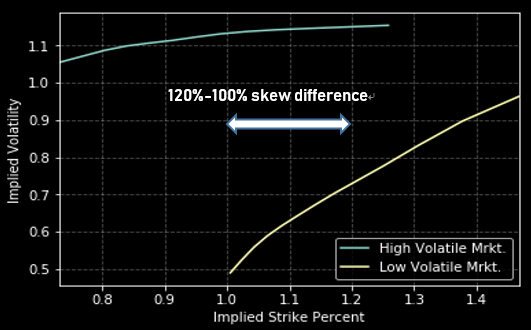 1.1
1.0
0.9
0.8
0.7
0.6
0.5
Implied Volatility
120%-100% skew difference
High Volatile Mrkt.
Low Volatile Mrkt.
0.8 0.9 1.0 1.1 1.2 1.3 1.4
Implied Strike Percent